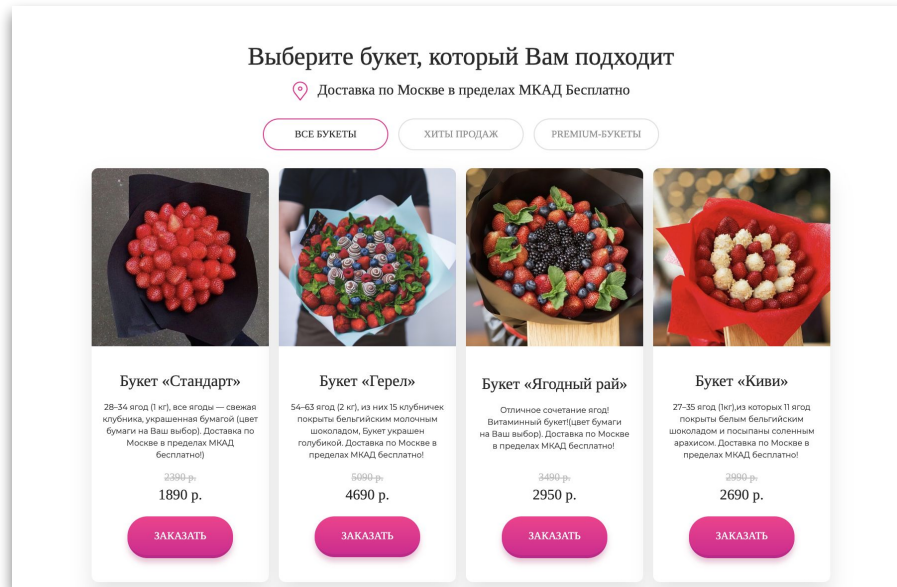 Выберите букет, который Вам подходит
Доставка по Москве в пределах МКАД Бесплатно
ВСЕ БУКЕТЫ
ХИТЫ ПРОДАЖ
PREMIUM-БУКЕТЫ
Букет «Стандарт»
28–34 ягод (1 кг), все ягоды — свежая
клубника, украшенная бумагой (цвет
бумаги на Ваш выбор). Доставка по
Москве в пределах МКАД
бесплатно!)
2390 р.
1890 р.
ЗАКАЗАТЬ
Букет «Герел»
54–63 ягод (2 кг), из них 15 клубничек
покрыты бельгийским молочным
шоколадом, Букет украшен
голубикой. Доставка по Москве в
пределах МКАД бесплатно!
5090 р.
4690 р.
ЗАКАЗАТЬ
Букет «Ягодный рай»
Отличное сочетание ягод!
Витаминный букет!(цвет бумаги
на Ваш выбор). Доставка по Москве
в пределах МКАД бесплатно!
3490 р.
2950 р.
ЗАКАЗАТЬ
Букет «Киви»
27–35 ягод (1кг),из которых 11 ягод
покрыты белым бельгийским
шоколадом и посыпаны соленным
арахисом. Доставка по Москве в
пределах МКАД бесплатно!
2990 р.
2690 р.
ЗАКАЗАТЬ